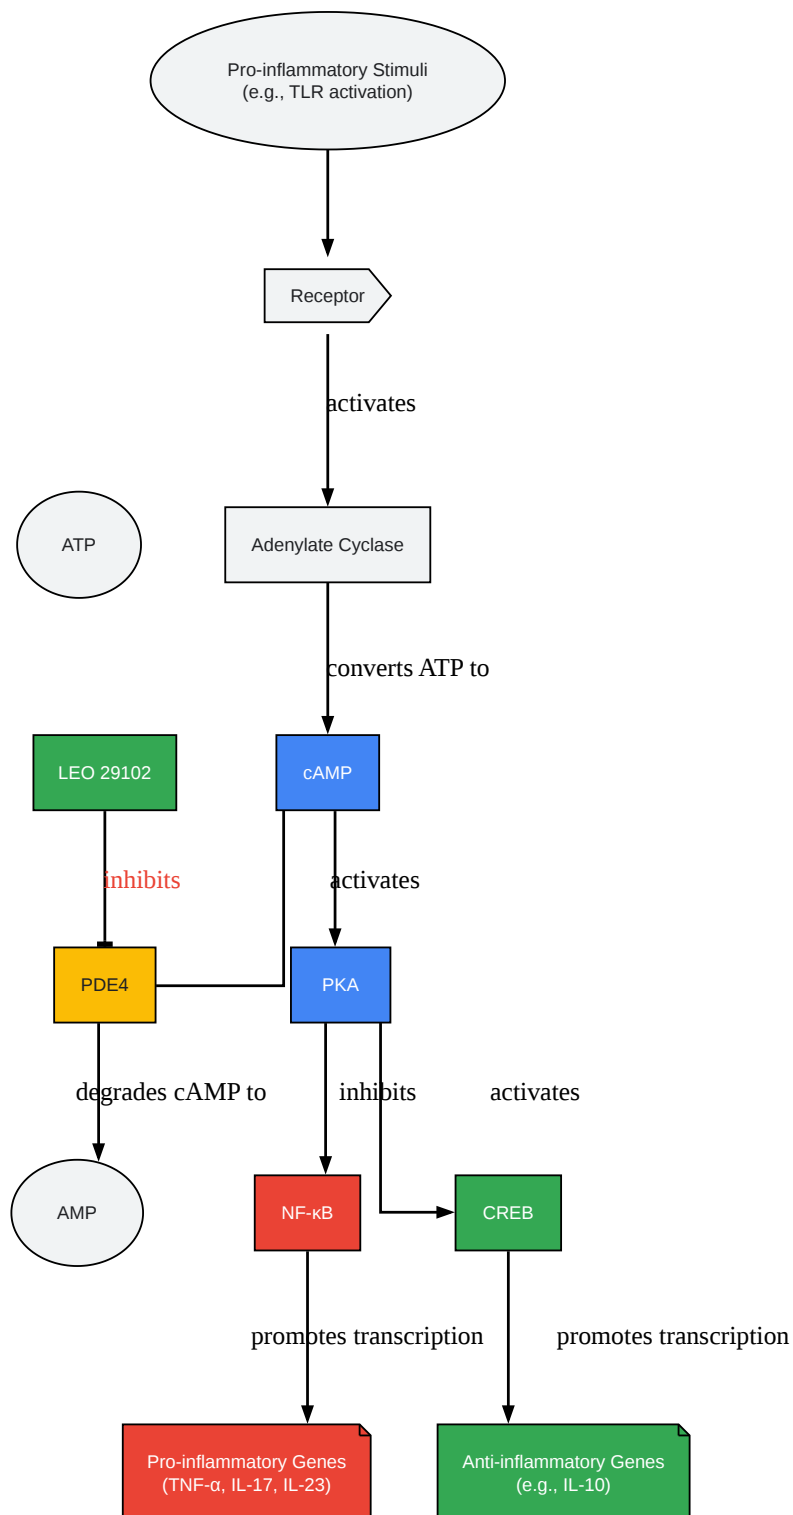 Pro-inflammatory Stimuli
(e.g., TLR activation)
Receptor
activates
ATP
Adenylate Cyclase
converts ATP to
LEO 29102
cAMP
inhibits
activates
PDE4
PKA
degrades cAMP to
inhibits
activates
AMP
NF-κB
CREB
promotes transcription
promotes transcription
Pro-inflammatory Genes
(TNF-α, IL-17, IL-23)
Anti-inflammatory Genes
(e.g., IL-10)